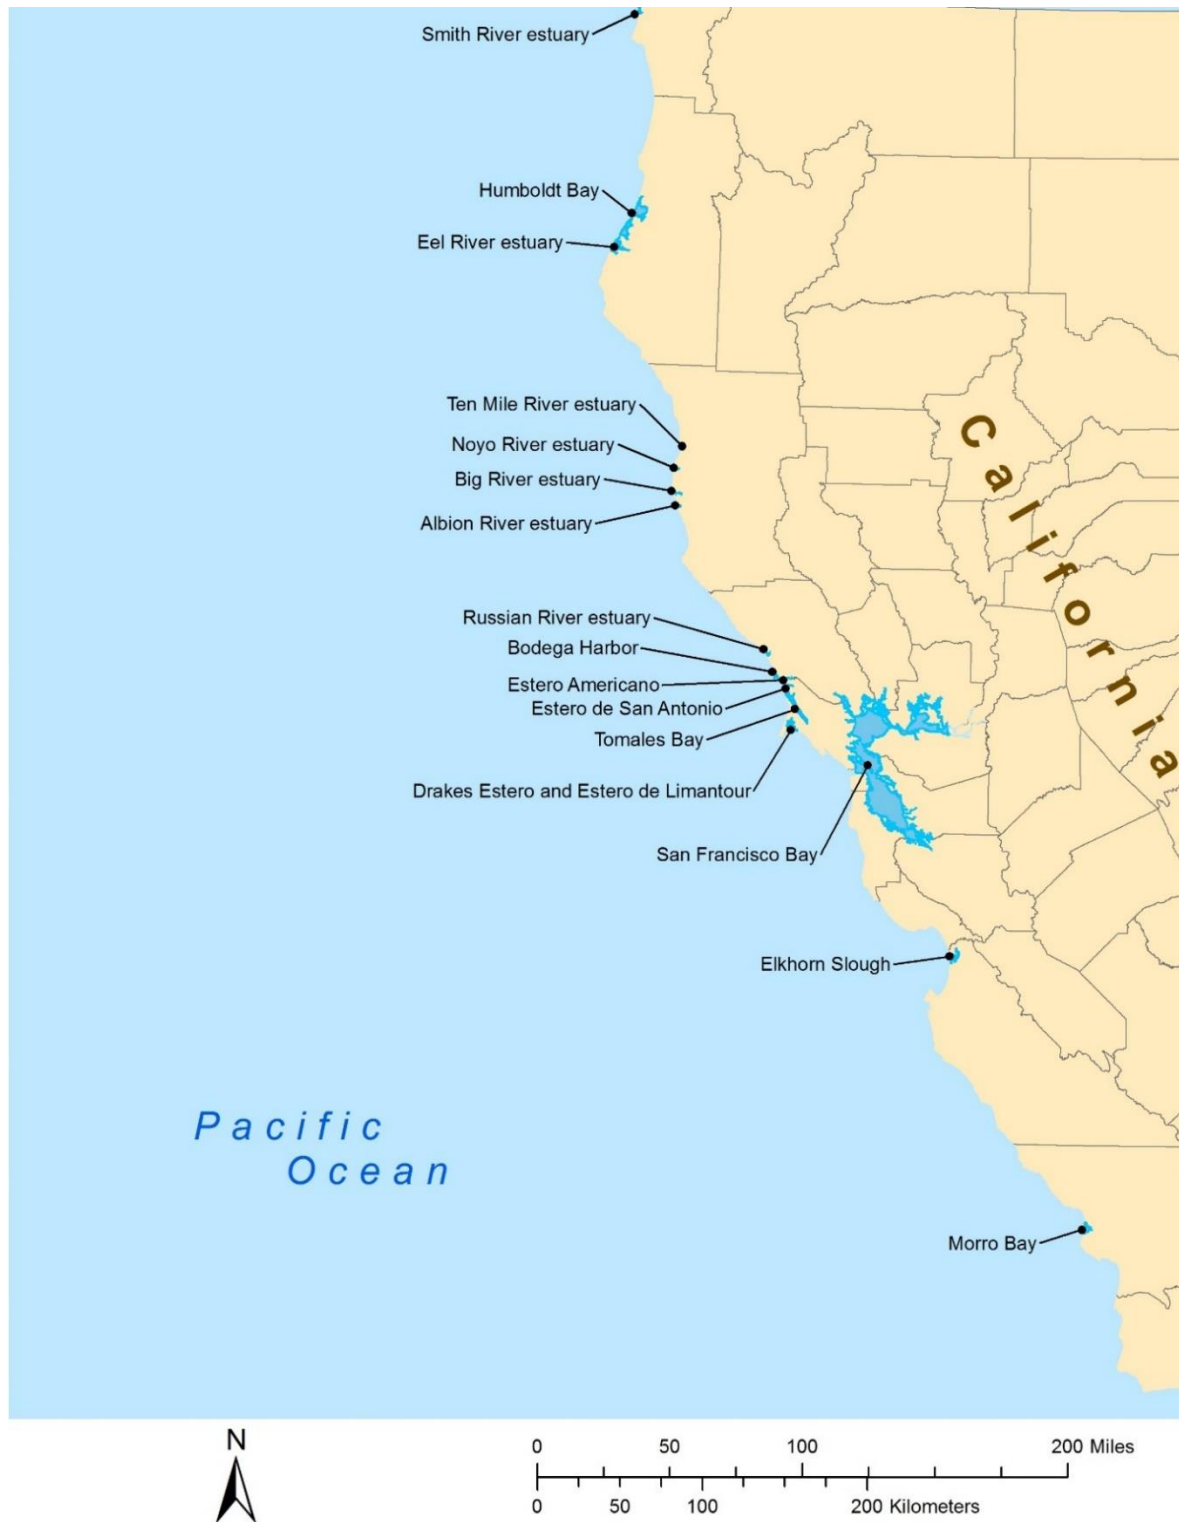 Smith River estuary
Humboldt Bay
Eel River estuary
Ten Mile River estuary
Noyo River estuary
Big River estuary
Albion River estuary
Russian River estuary
Bodega Harbor
Estero Americano
Estero de San Antonio
Tomales Bay
Drakes Estero and Estero de Limantour
San Francisco Bay
Elkhorn Slough
Morro Bay
California
Pacific
Ocean
N
0 50 100 200 Miles
0 50 100 200 Kilometers